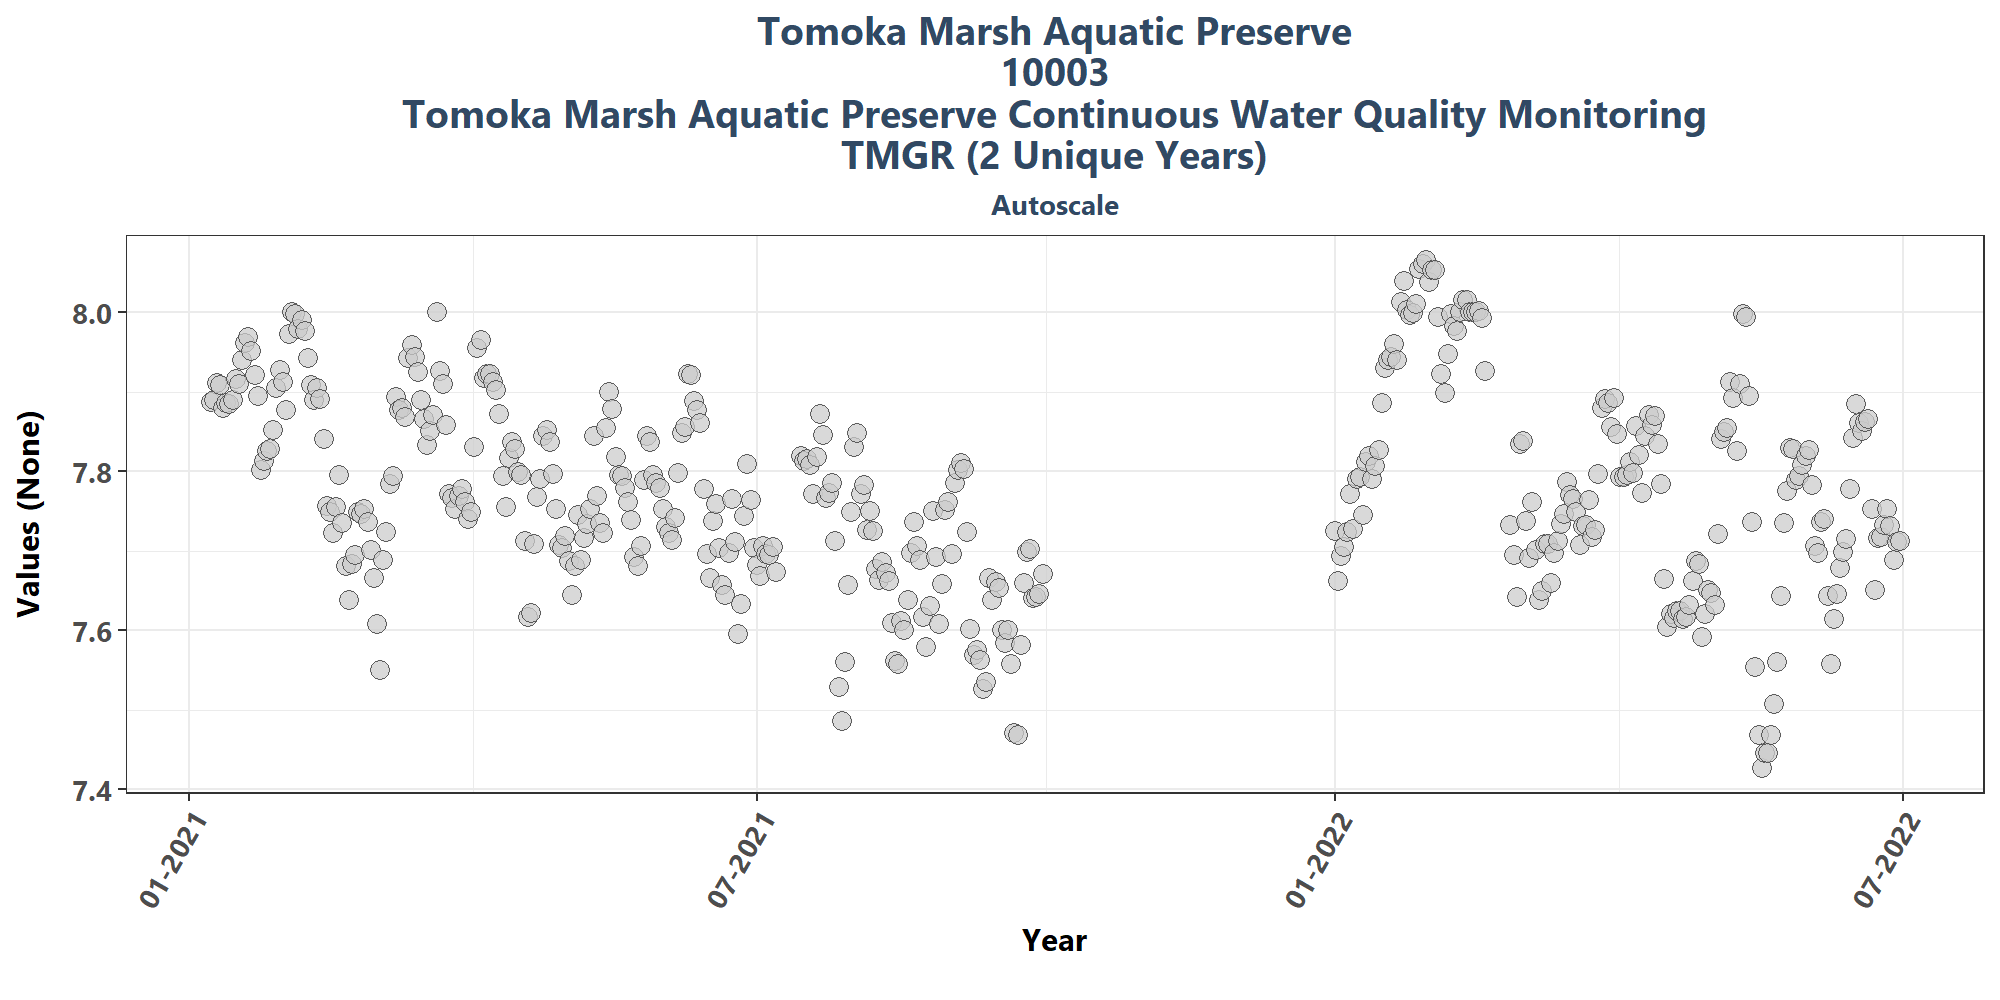 Tomoka Marsh Aquatic Preserve
10003
Tomoka Marsh Aquatic Preserve Continuous Water Quality Monitoring
TMGR (2 Unique Years)
Autoscale
Values (None)
8.0
7.8
7.6
7.4
01-2021
07-2021
01-2022
07-2022
Year